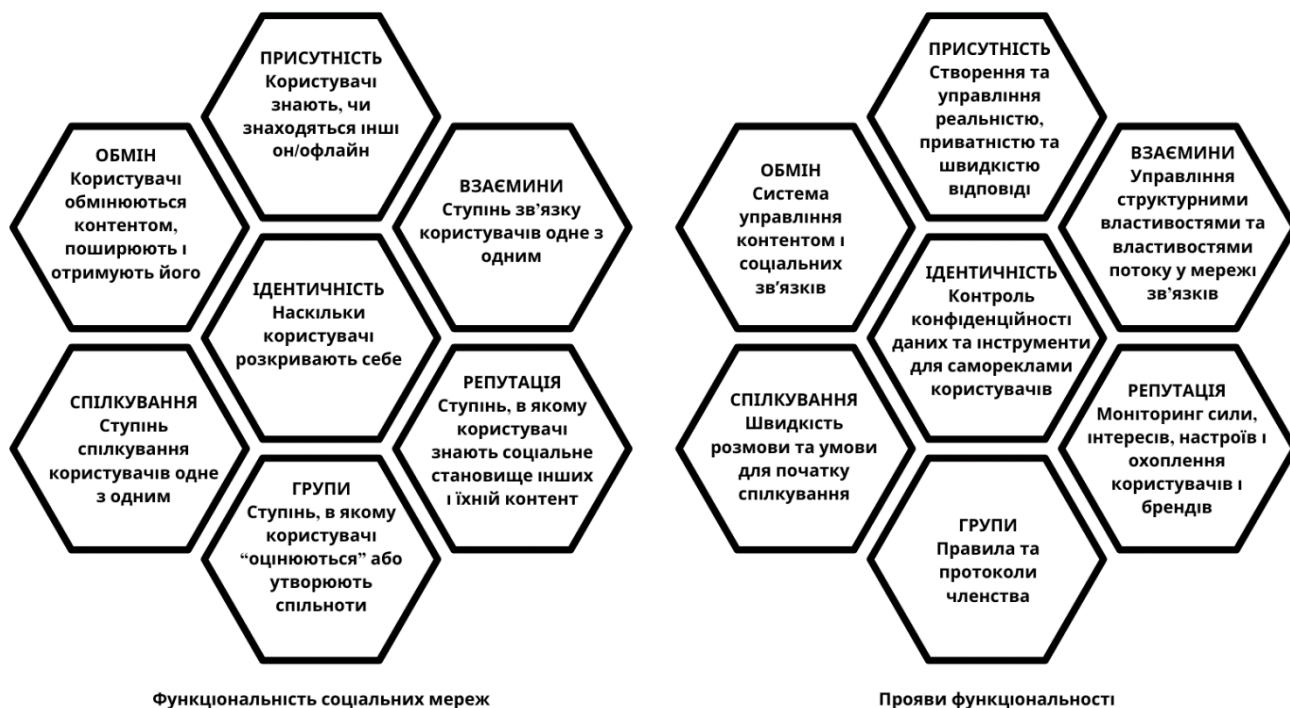 ПРИСУТНІСТЬ
Користувачі
знають, чи
знаходяться інші
он/офлайн
ОБМІН
Користувачі
обмінюються
контентом,
поширюють і
отримують його
ВЗАЄМИНИ
Ступінь зв’язку
користувачів одне з
одним
ІДЕНТИЧНІСТЬ
Наскільки
користувачі
розкривають себе
СПІЛКУВАННЯ
Ступінь
спілкування
користувачів одне
з одним
РЕПУТАЦІЯ
Ступінь, в якому
користувачі
знають соціальне
становище інших
і їхній контент
ГРУПИ
Ступінь, в якому
користувачі
“оцінюються” або
утворюють
спільноти
Функціональність соціальних мереж
ПРИСУТНІСТЬ
Створення та
управління
реальністю,
приватністю та
швидкістю
відповіді
ОБМІН
Система
управління
контентом і
соціальних
зв'язків
ВЗАЄМИНИ
Управління
структурними
властивостями та
властивостями
потоку у мережі
зв’язків
ІДЕНТИЧНІСТЬ
Контроль
конфіденційності
даних та інструменти
для самореклами
користувачів
СПІЛКУВАННЯ
Швидкість
розмови та умови
для початку
спілкування
РЕПУТАЦІЯ
Моніторинг сили,
інтересів, настроїв і
охоплення
користувачів і
брендів
ГРУПИ
Правила та
протоколи
членства
Прояви функціональності